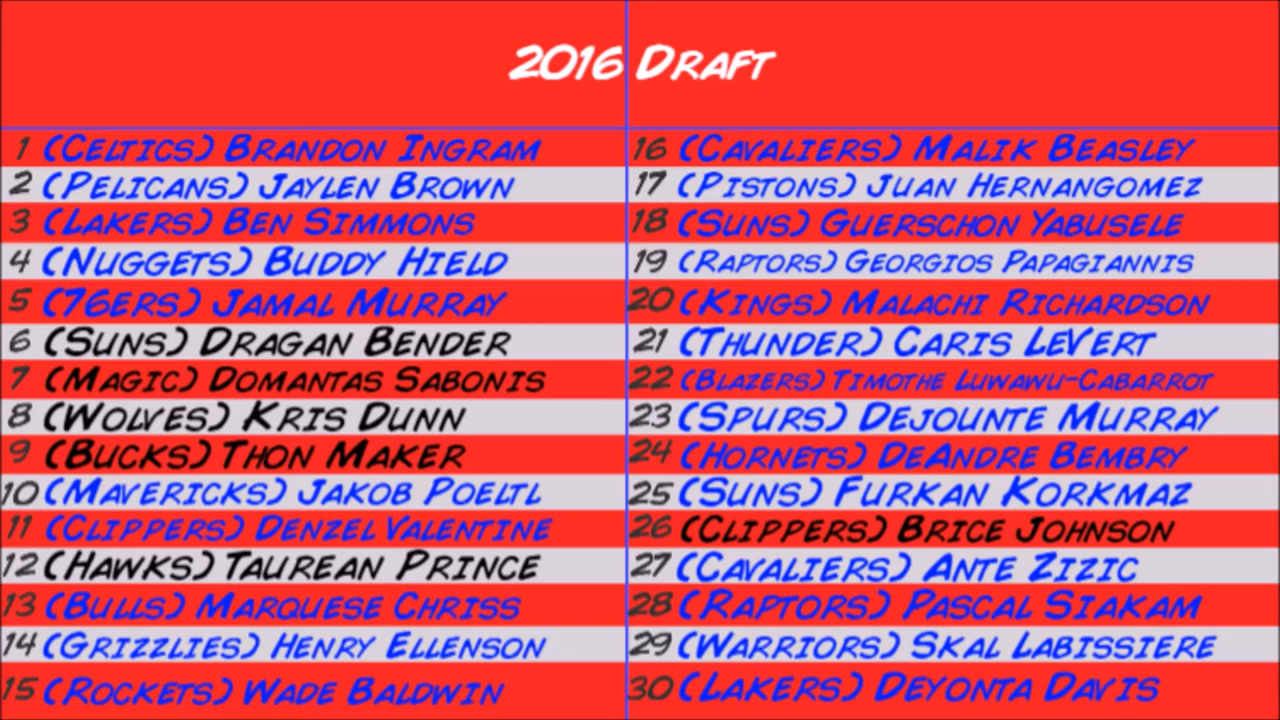 2016 Draft
1 (Celtics) Brandon Ingram
2 (Pelicans) Jaylen Brown
3 (Lakers) Ben Simmons
4 (Nuggets) Buddy Hield
5 (76ers) Jamal Murray
6 (Suns) Dragan Bender
7 (Magic) Domantas Sabonis
8 (Wolves) Kris Dunn
9 (Bucks) Thon Maker
10 (Mavericks) Jakob Poeltl
11 (Clippers) Denzel Valentine
12 (Hawks) Taurean Prince
13 (Bulls) Marquese Chriss
14 (Grizzlies) Henry Ellenson
15 (Rockets) Wade Baldwin
16 (Cavaliers) Malik Beasley
17 (Pistons) Juan Hernangomez
18 (Suns) Guerschon Yabusele
19 (Raptors) Georgios Papagiannis
20 (Kings) Malachi Richardson
21 (Thunder) Caris LeVert
22 (Blazers) Timothe Luwawu-Cabarrot
23 (Spurs) Dejounte Murray
24 (Hornets) DeAndre Bembry
25 (Suns) Furkan Korkmaz
26 (Clippers) Brice Johnson
27 (Cavaliers) Ante Zizic
28 (Raptors) Pascal Siakam
29 (Warriors) Skal Labissiere
30 (Lakers) Deyonta Davis